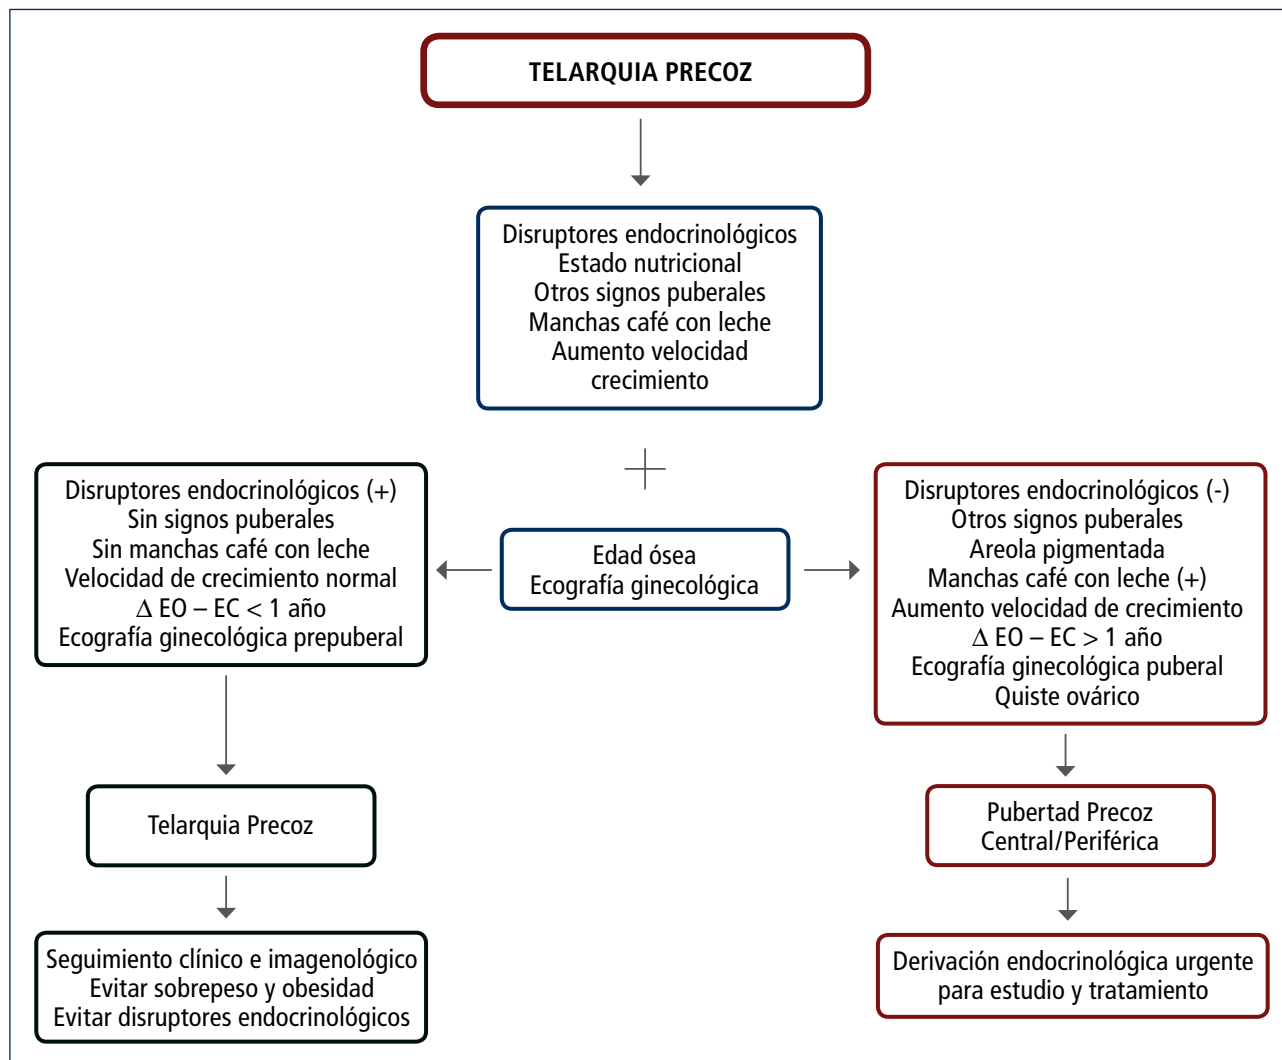 TELARQUIA PRECOZ
Disruptores endocrinológicos
Estado nutricional
Otros signos puberales
Manchas café con leche
Aumento velocidad
crecimiento
Disruptores endocrinológicos (+)
Sin signos puberales
Sin manchas café con leche
Velocidad de crecimiento normal
Δ EO – EC < 1 año
Ecografía ginecológica prepuberal
Edad ósea
Ecografía ginecológica
Disruptores endocrinológicos (-)
Otros signos puberales
Areola pigmentada
Manchas café con leche (+)
Aumento velocidad de crecimiento
Δ EO – EC > 1 año
Ecografía ginecológica puberal
Quiste ovárico
Telarquia Precoz
Pubertad Precoz
Central/Periférica
Seguimiento clínico e imagenológico
Evitar sobrepeso y obesidad
Evitar disruptores endocrinológicos
Derivación endocrinológica urgente
para estudio y tratamiento